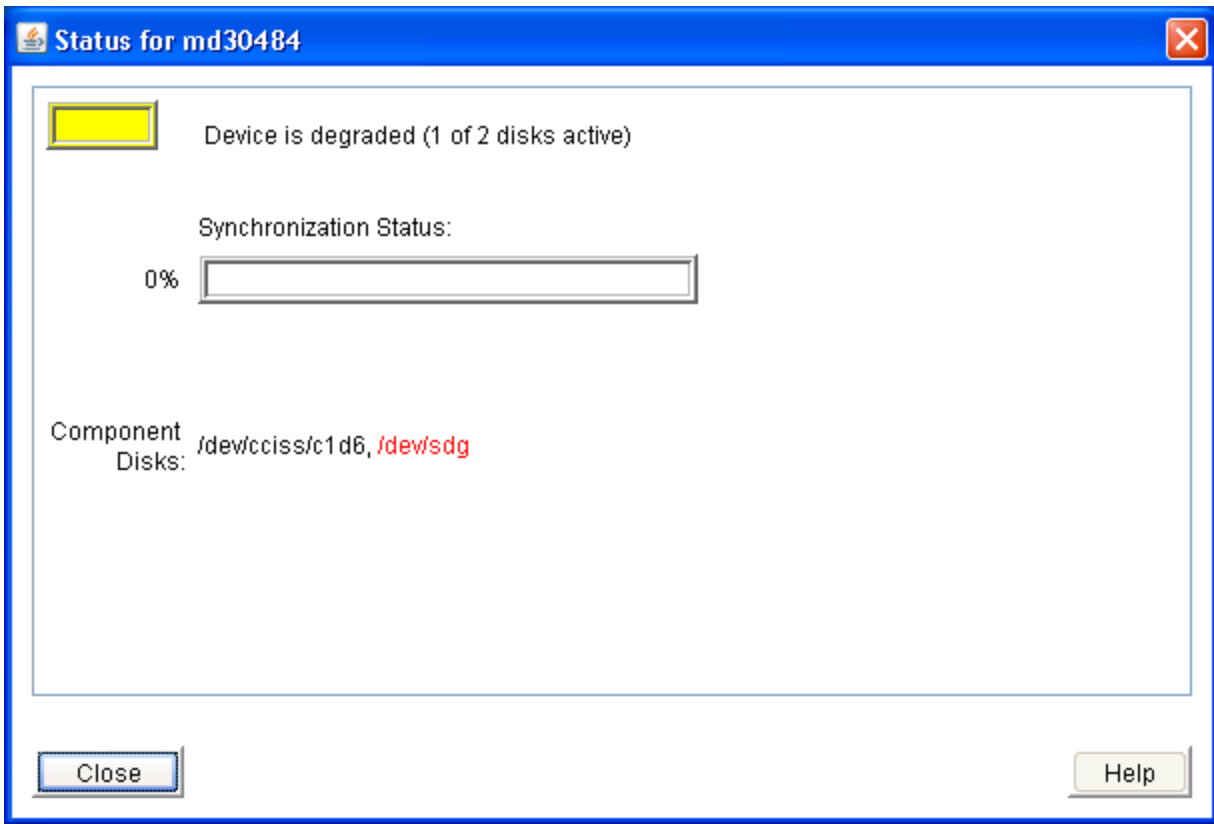 Status for md30484
Device is degraded (1 of 2 disks active)
Synchronization Status:
0%
Component
Disks:
/dev/cciss/c1d6, /dev/sdg
Close
Help